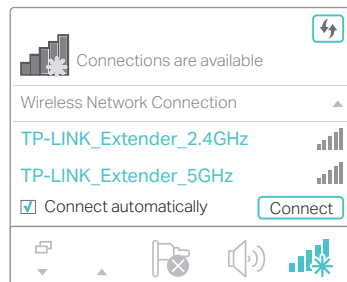 Connections are available
Wireless Network Connection
TP-LINK_Extender_2.4GHz
TP-LINK_Extender_5GHz
Connect automatically
Connect